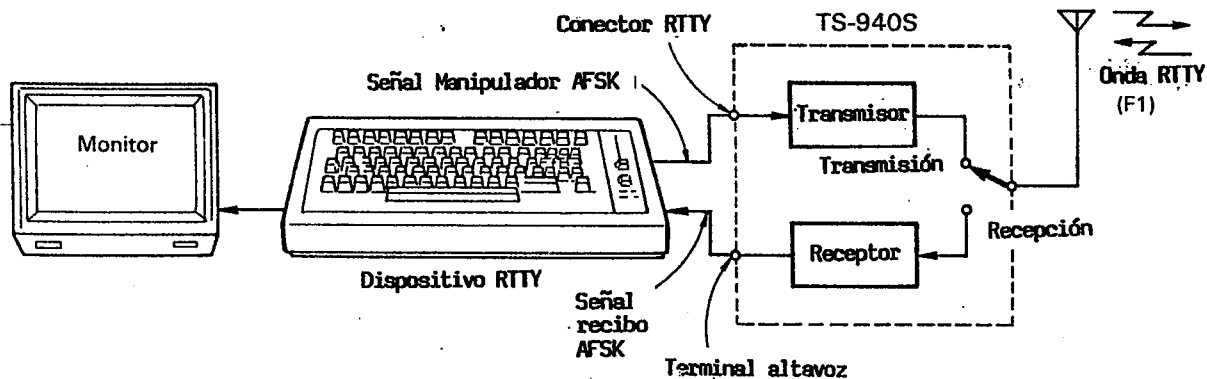 Conector RTTY
TS-940S
Señal Manipulador AFSK
Onda RTTY
(F1)
Monitor
Transmisor
Transmisión
Recepción
Receptor
Dispositivo RTTY
Señal
recibo
AFSK
Terminal altavoz